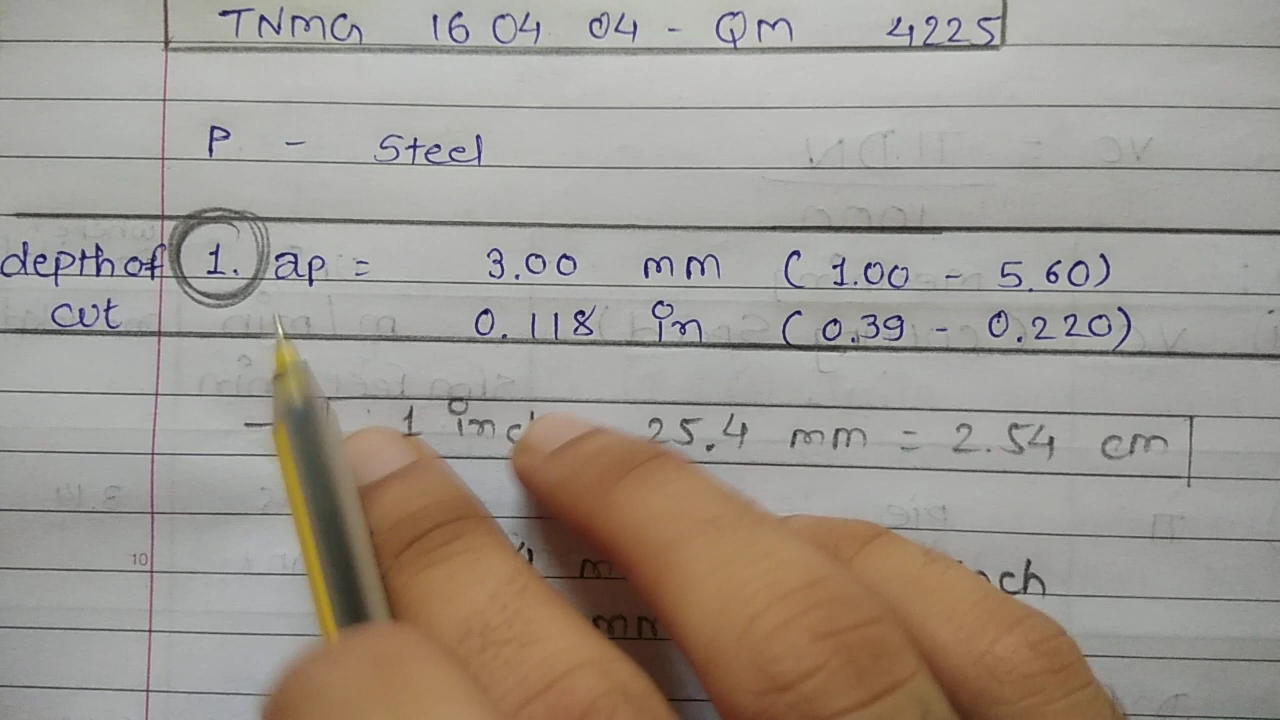 TNMG 16 04 04 - QM 4225
P - Steel
depth of cut 1. ap = 3.00 mm (1.00 - 5.60)
0.118 in (0.39 - 0.220)
1 inc 25.4 mm = 2.54 cm
10